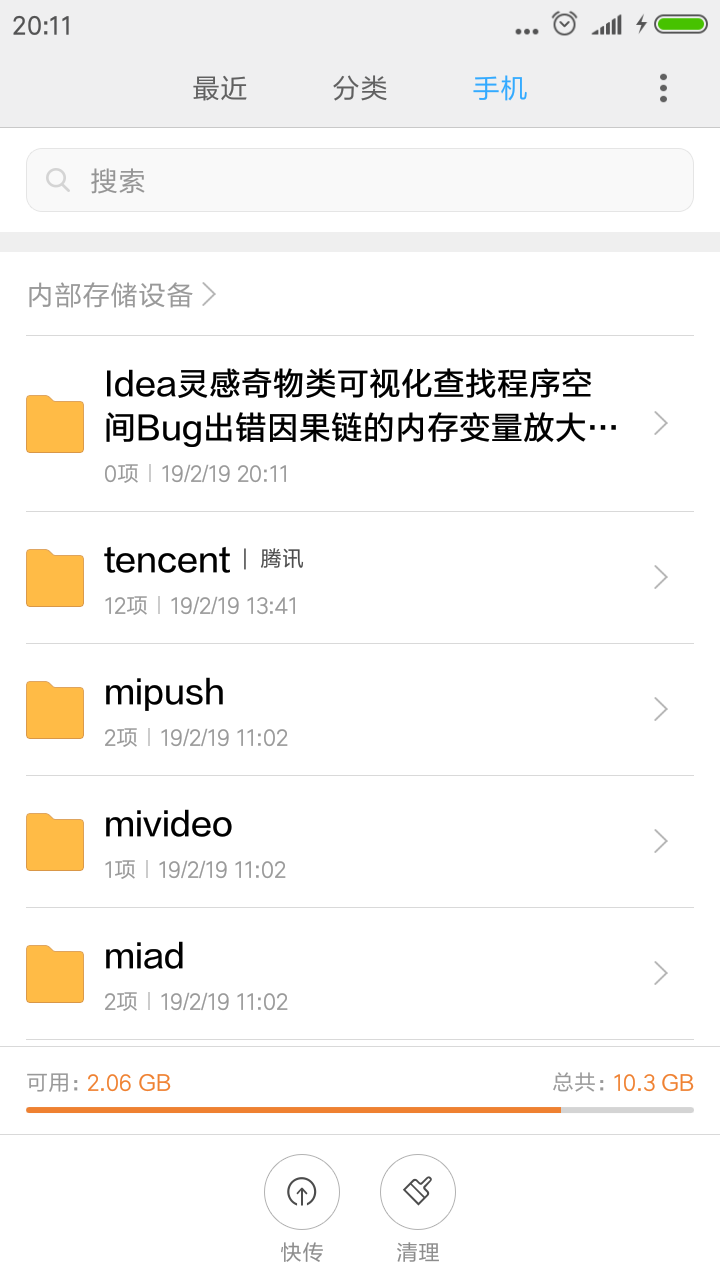 20:11
最近 分类 手机
搜索
内部存储设备
Idea灵感奇物类可视化查找程序空
间Bug出错因果链的内存变量放大…
0项 | 19/2/19 20:11
tencent | 腾讯
12项 | 19/2/19 13:41
mipush
2项 | 19/2/19 11:02
mivideo
1项 | 19/2/19 11:02
miad
2项 | 19/2/19 11:02
可用: 2.06 GB 总共: 10.3 GB
快传 清理